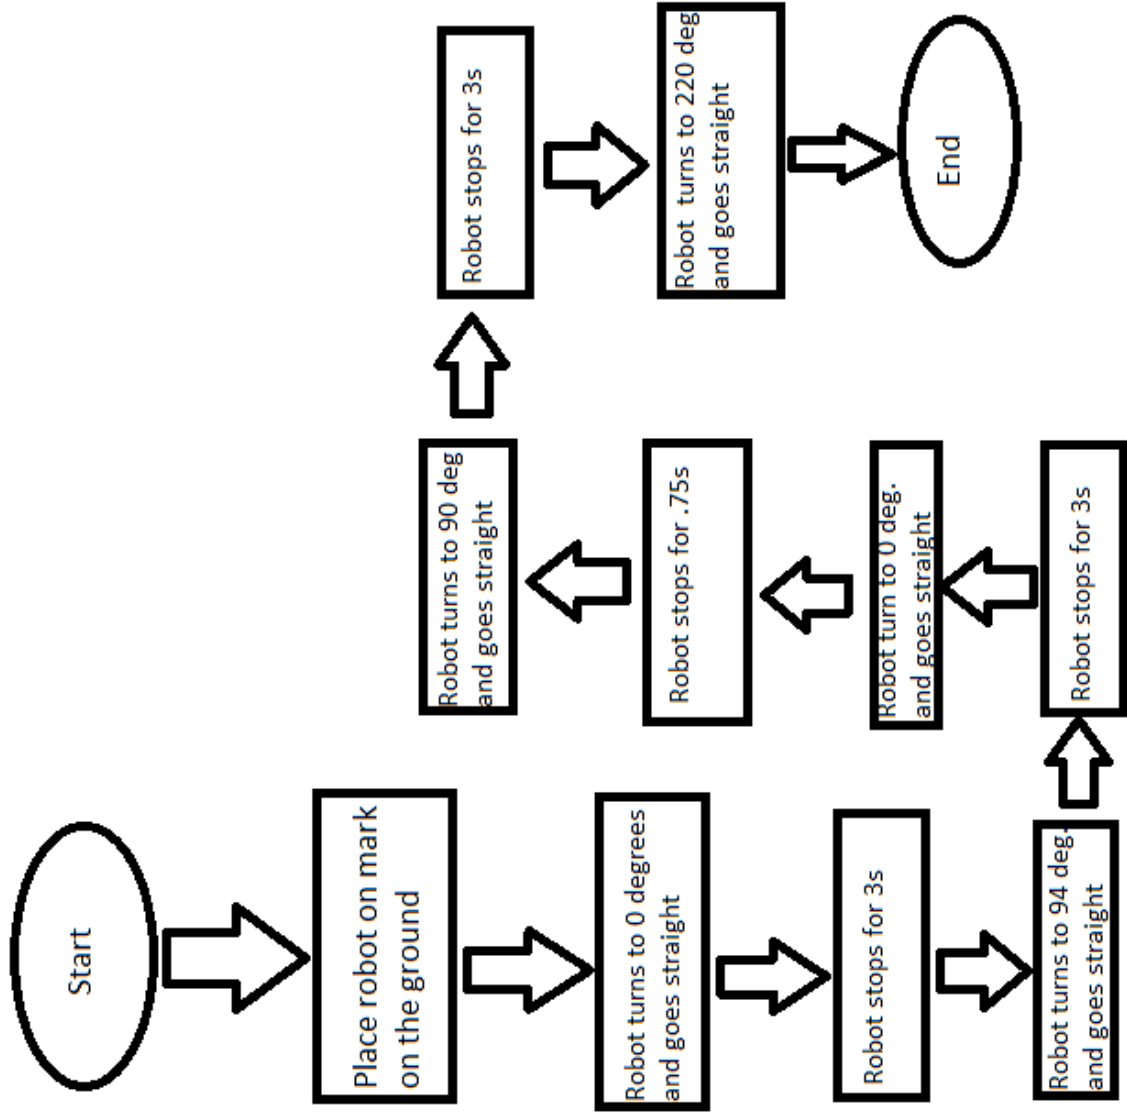 Start
Place robot on mark
on the ground
Robot turns to 0 degrees
and goes straight
Robot stops for 3s
Robot turns to 94 deg.
and goes straight
Robot stops for 3s
Robot turn to 0 deg.
and goes straight
Robot stops for .75s
Robot turns to 90 deg
and goes straight
Robot stops for 3s
Robot turns to 220 deg
and goes straight
End